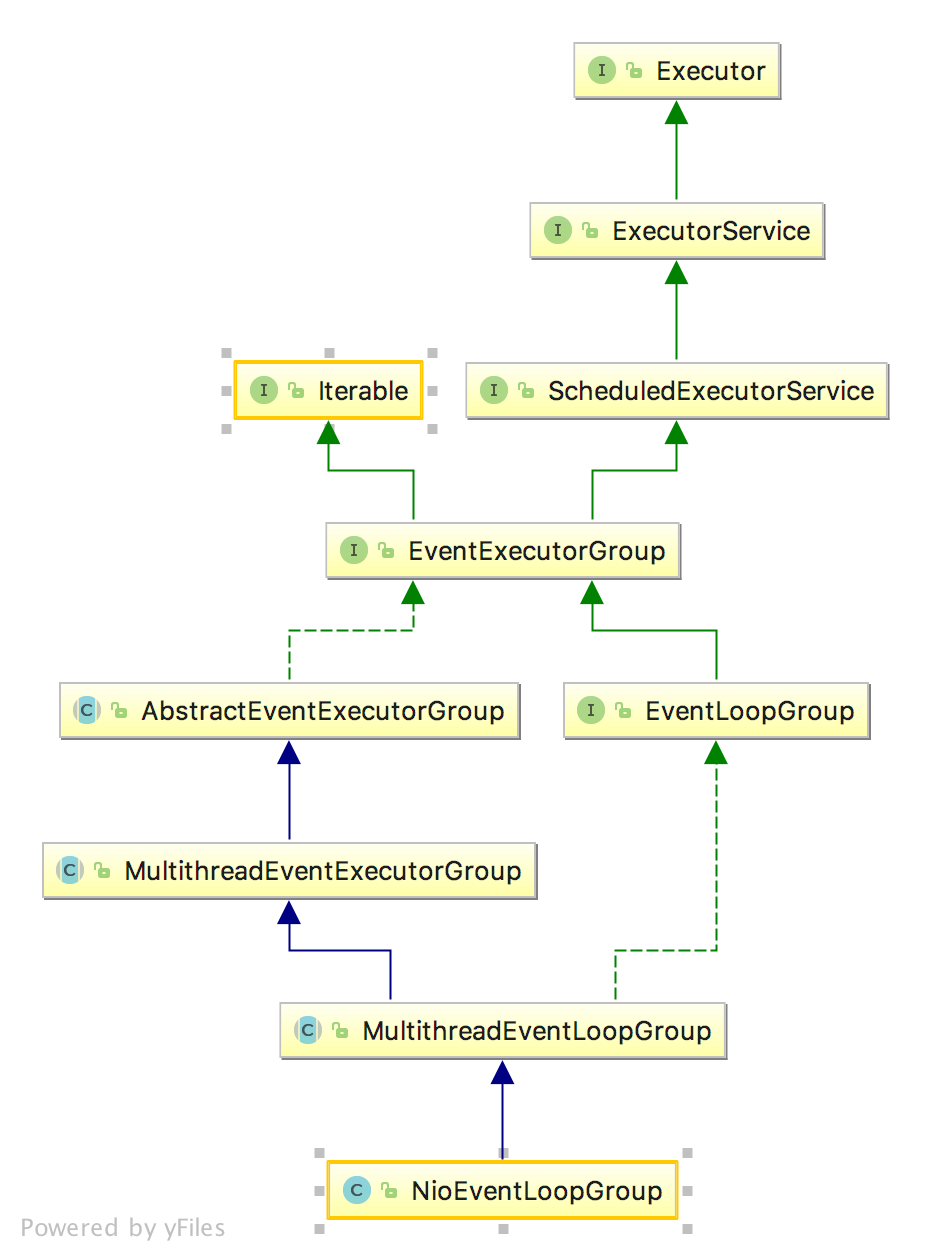 I Executor
I ExecutorService
I Iterable
I ScheduledExecutorService
I EventExecutorGroup
C AbstractEventExecutorGroup
I EventLoopGroup
C MultithreadEventExecutorGroup
C MultithreadEventLoopGroup
C NioEventLoopGroup
Powered by yFiles